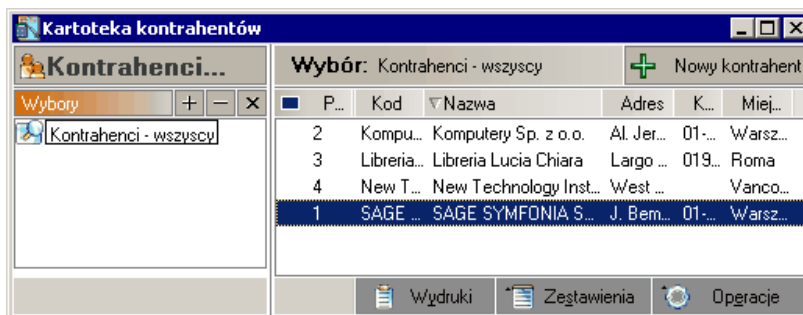 Kartoteka kontrahentów
Kontrahenci...
Wybór: Kontrahenci - wszyscy
Nowy kontrahent
Wybory
P... Kod Nazwa Adres K... Miej...
Kontrahenci - wszyscy
2 Kompu... Komputery Sp. z o.o. Al. Jer... 01-... Warsz...
3 Libreria... Libreria Lucia Chiara Largo ... 019... Roma
4 New T... New Technology Inst... West ... Vanco...
1 SAGE ... SAGE SYMFONIA S... J. Bem... 01-... Warsz...
Wydruki Zestawienia Operacje